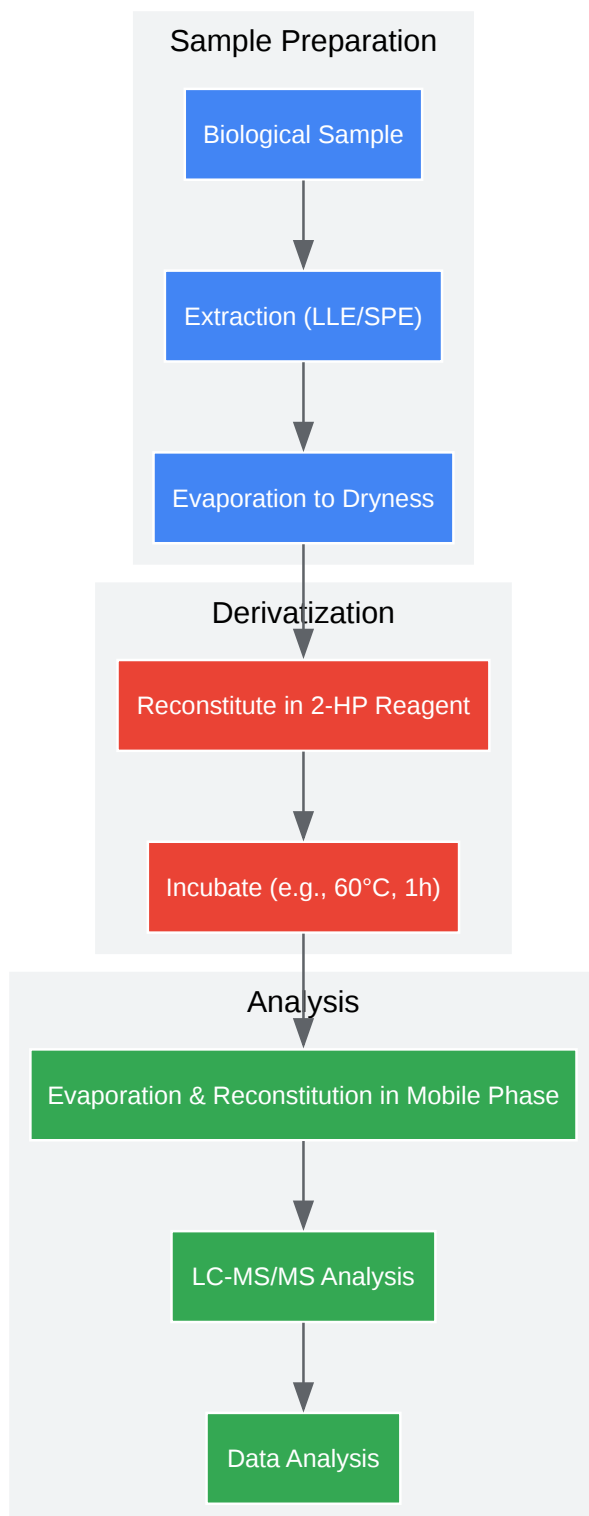 Sample Preparation
Biological Sample
Extraction (LLE/SPE)
Evaporation to Dryness
Derivatization
Reconstitute in 2-HP Reagent
Incubate (e.g., 60°C, 1h)
Analysis
Evaporation & Reconstitution in Mobile Phase
LC-MS/MS Analysis
Data Analysis